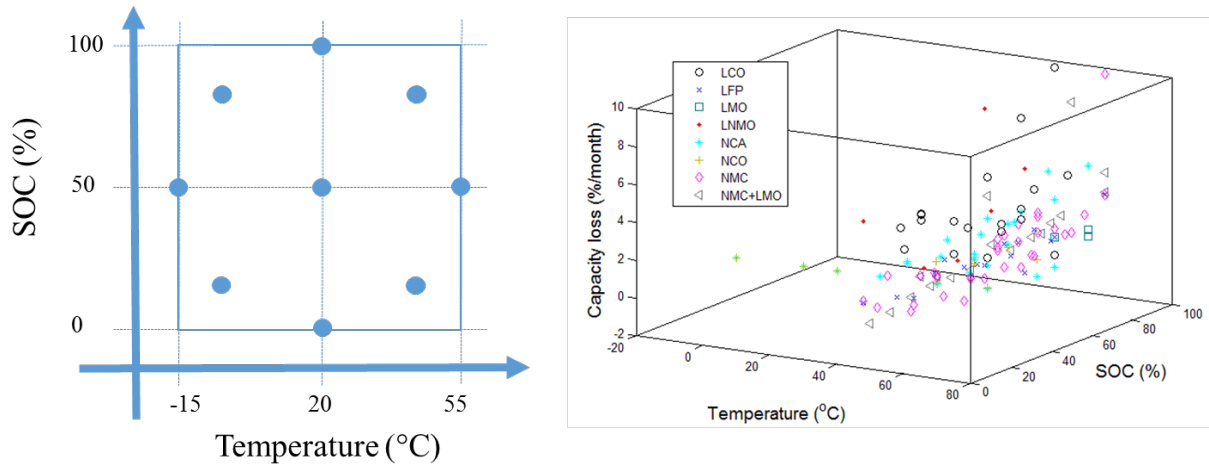 100
50
0
SOC (%)
-15
20
55
Temperature (°C)
LCO
LFP
LMO
LNMO
NCA
NCO
NMC
NMC+LMO
10
8
6
4
2
0
-2
Capacity loss (%/month)
-20
0
20
40
60
80
Temperature (°C)
0
20
40
60
80
100
SOC (%)